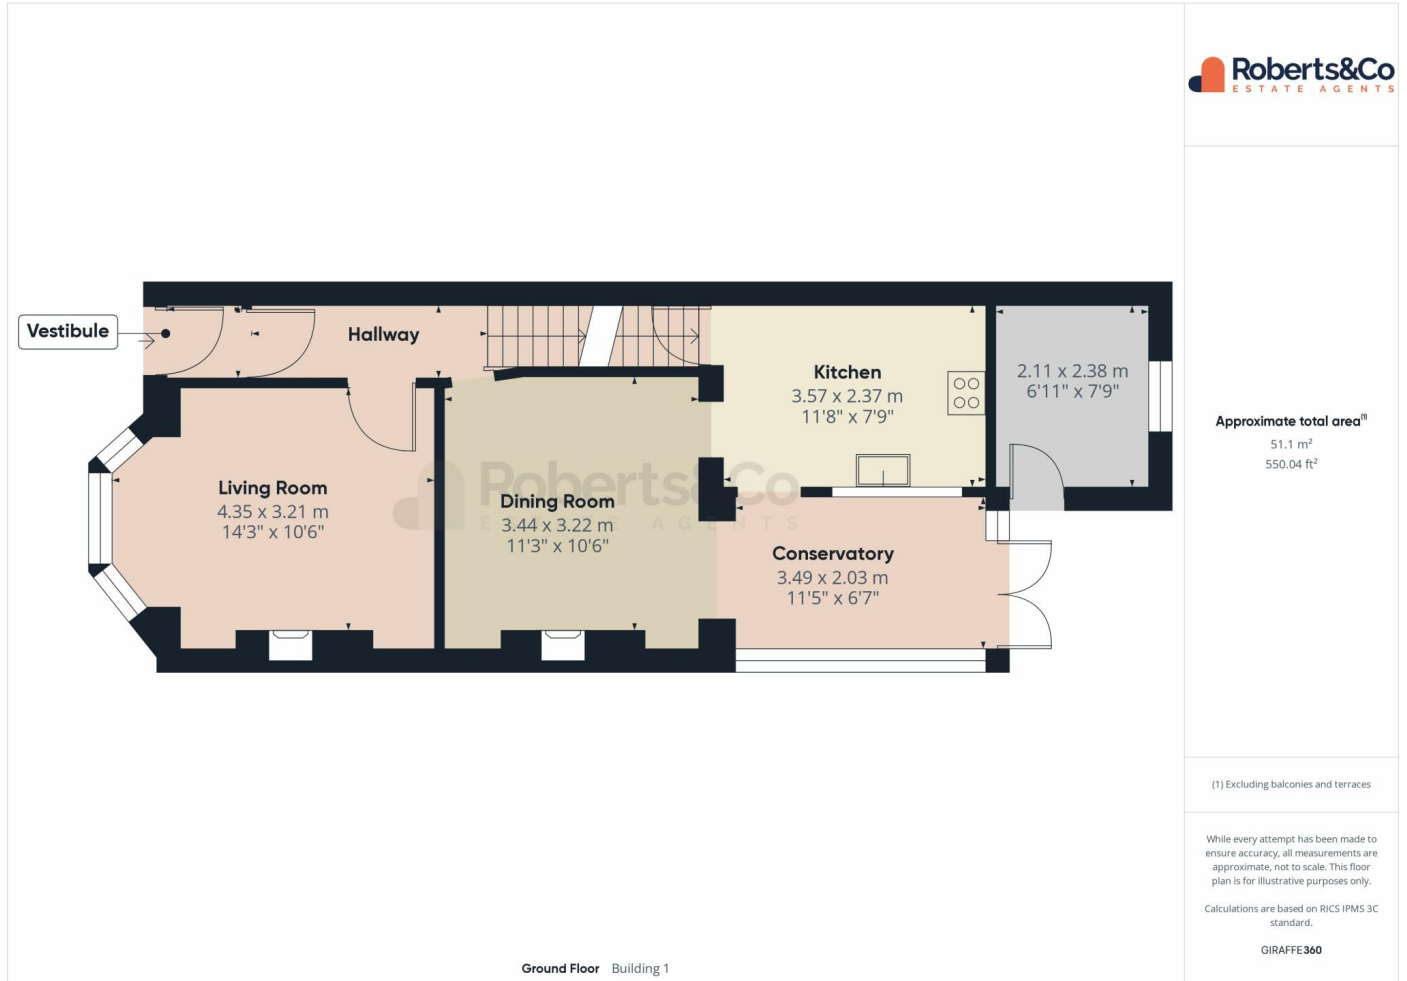 Roberts&Co
ESTATE AGENTS
Vestibule
Hallway
Kitchen
3.57 x 2.37 m
11'8" x 7'9"
2.11 x 2.38 m
6'11" x 7'9"
Living Room
4.35 x 3.21 m
14'3" x 10'6"
Roberts&Co
ESTATE AGENTS
Dining Room
3.44 x 3.22 m
11'3" x 10'6"
Conservatory
3.49 x 2.03 m
11'5" x 6'7"
Approximate total area⁽¹⁾
51.1 m²
550.04 ft²
(1) Excluding balconies and terraces
While every attempt has been made to
ensure accuracy, all measurements are
approximate, not to scale. This floor
plan is for illustrative purposes only.
Calculations are based on RICS IPMS 3C
standard.
GIRAFFE360
Ground Floor Building 1